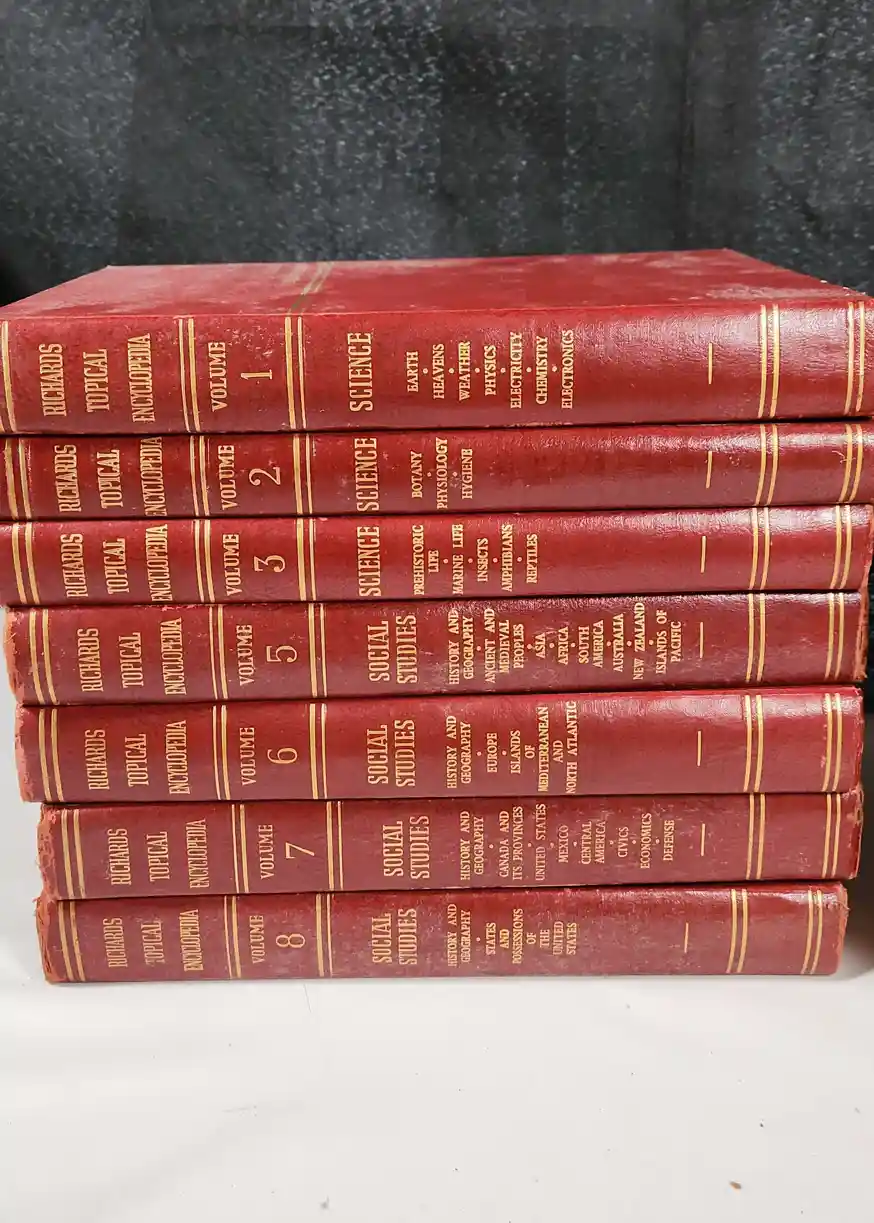 RICHARDS
TOPICAL
ENCYCLOPEDIA
VOLUME
1
SCIENCE
EARTH
•
HEAVENS
•
WEATHER
•
PHYSICS
•
ELECTRICITY
•
CHEMISTRY
•
ELECTRONICS
RICHARDS
TOPICAL
ENCYCLOPEDIA
VOLUME
2
SCIENCE
BOTANY
•
PHYSIOLOGY
•
HYGIENE
RICHARDS
TOPICAL
ENCYCLOPEDIA
VOLUME
3
SCIENCE
PREHISTORIC
LIFE
•
MARINE LIFE
•
INSECTS
•
AMPHIBIANS
•
REPTILES
RICHARDS
TOPICAL
ENCYCLOPEDIA
VOLUME
5
SOCIAL
STUDIES
HISTORY AND
GEOGRAPHY
•
ANCIENT AND
MEDIEVAL
PEOPLES
•
ASIA
•
AFRICA
•
SOUTH
AMERICA
•
AUSTRALIA
•
NEW ZEALAND
•
ISLANDS OF
PACIFIC
RICHARDS
TOPICAL
ENCYCLOPEDIA
VOLUME
6
SOCIAL
STUDIES
HISTORY AND
GEOGRAPHY
•
EUROPE
•
ISLANDS
OF
MEDITERRANEAN
AND
NORTH ATLANTIC
RICHARDS
TOPICAL
ENCYCLOPEDIA
VOLUME
7
SOCIAL
STUDIES
HISTORY AND
GEOGRAPHY
•
CANADA AND
ITS PROVINCES
•
UNITED STATES
•
MEXICO
•
CENTRAL
AMERICA
•
CIVICS
•
ECONOMICS
•
DEFENSE
RICHARDS
TOPICAL
ENCYCLOPEDIA
VOLUME
8
SOCIAL
STUDIES
HISTORY AND
GEOGRAPHY
•
STATES
AND
POSSESSIONS
OF
THE
UNITED
STATES